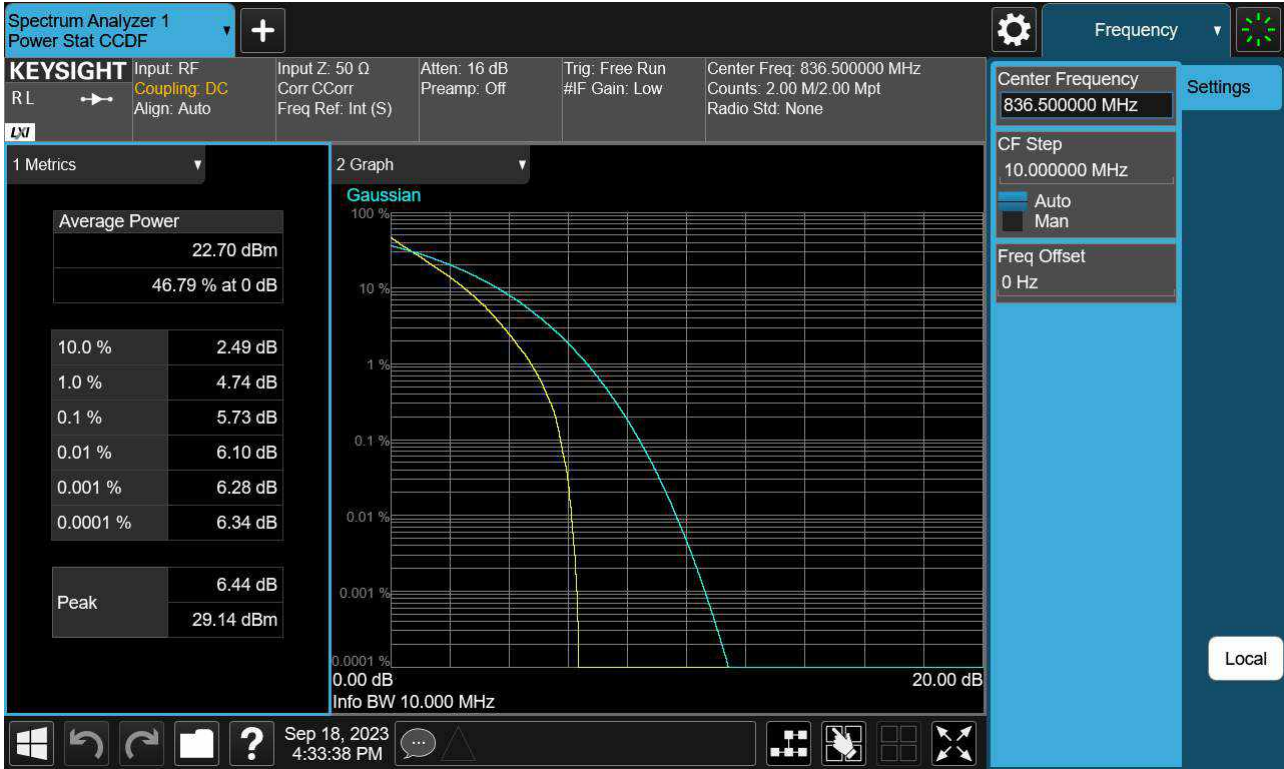 Spectrum Analyzer 1
Power Stat CCDF
Frequency
KEYSIGHT
R L
LXI
Input: RF
Coupling: DC
Align: Auto
Input Z: 50 Ω
Corr CCorr
Freq Ref: Int (S)
Atten: 16 dB
Preamp: Off
Trig: Free Run
#IF Gain: Low
Center Freq: 836.500000 MHz
Counts: 2.00 M/2.00 Mpt
Radio Std: None
Center Frequency
836.500000 MHz
Settings
CF Step
10.000000 MHz
Auto
Man
Freq Offset
0 Hz
1 Metrics
Average Power
22.70 dBm
46.79 % at 0 dB
10.0 % 2.49 dB
1.0 % 4.74 dB
0.1 % 5.73 dB
0.01 % 6.10 dB
0.001 % 6.28 dB
0.0001 % 6.34 dB
Peak 6.44 dB
29.14 dBm
2 Graph
Gaussian
100 %
10 %
1 %
0.1 %
0.01 %
0.001 %
0.0001 %
0.00 dB 20.00 dB
Info BW 10.000 MHz
Local
?
Sep 18, 2023
4:33:38 PM